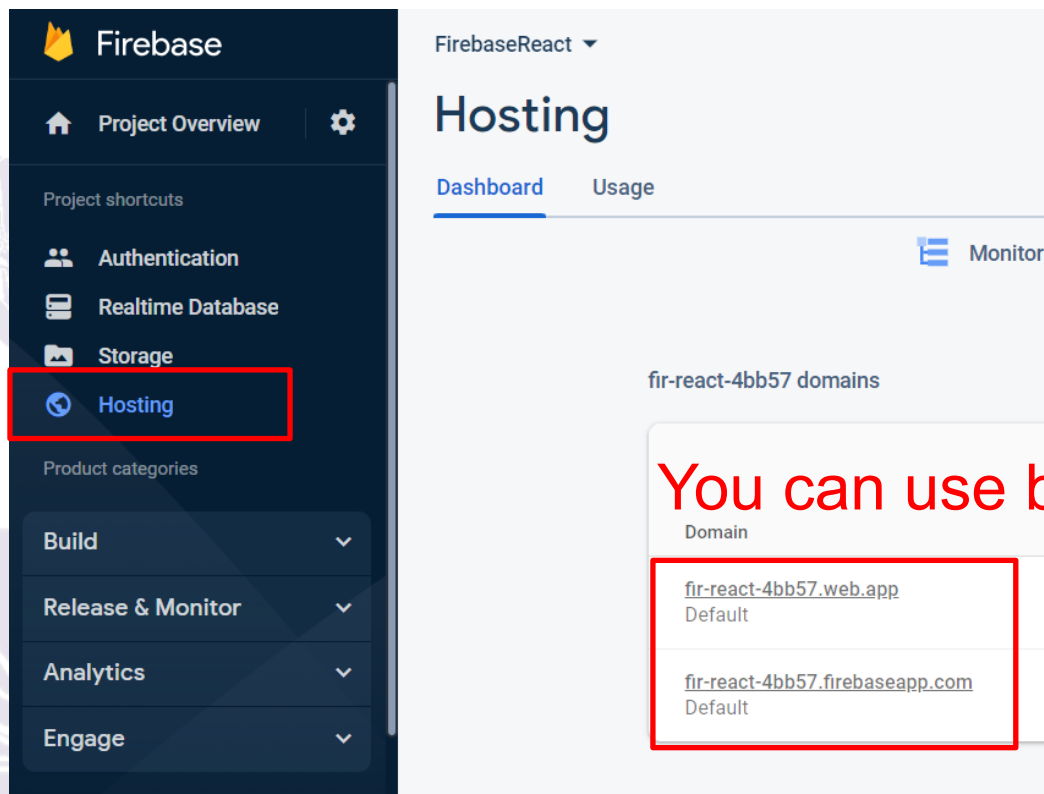 Firebase
Project Overview
Project shortcuts
Authentication
Realtime Database
Storage
Hosting
Product categories
Build
Release & Monitor
Analytics
Engage
FirebaseReact
Hosting
Dashboard Usage
Monitor
fir-react-4bb57 domains
You can use b
Domain
fir-react-4bb57.web.app
Default
fir-react-4bb57.firebaseapp.com
Default